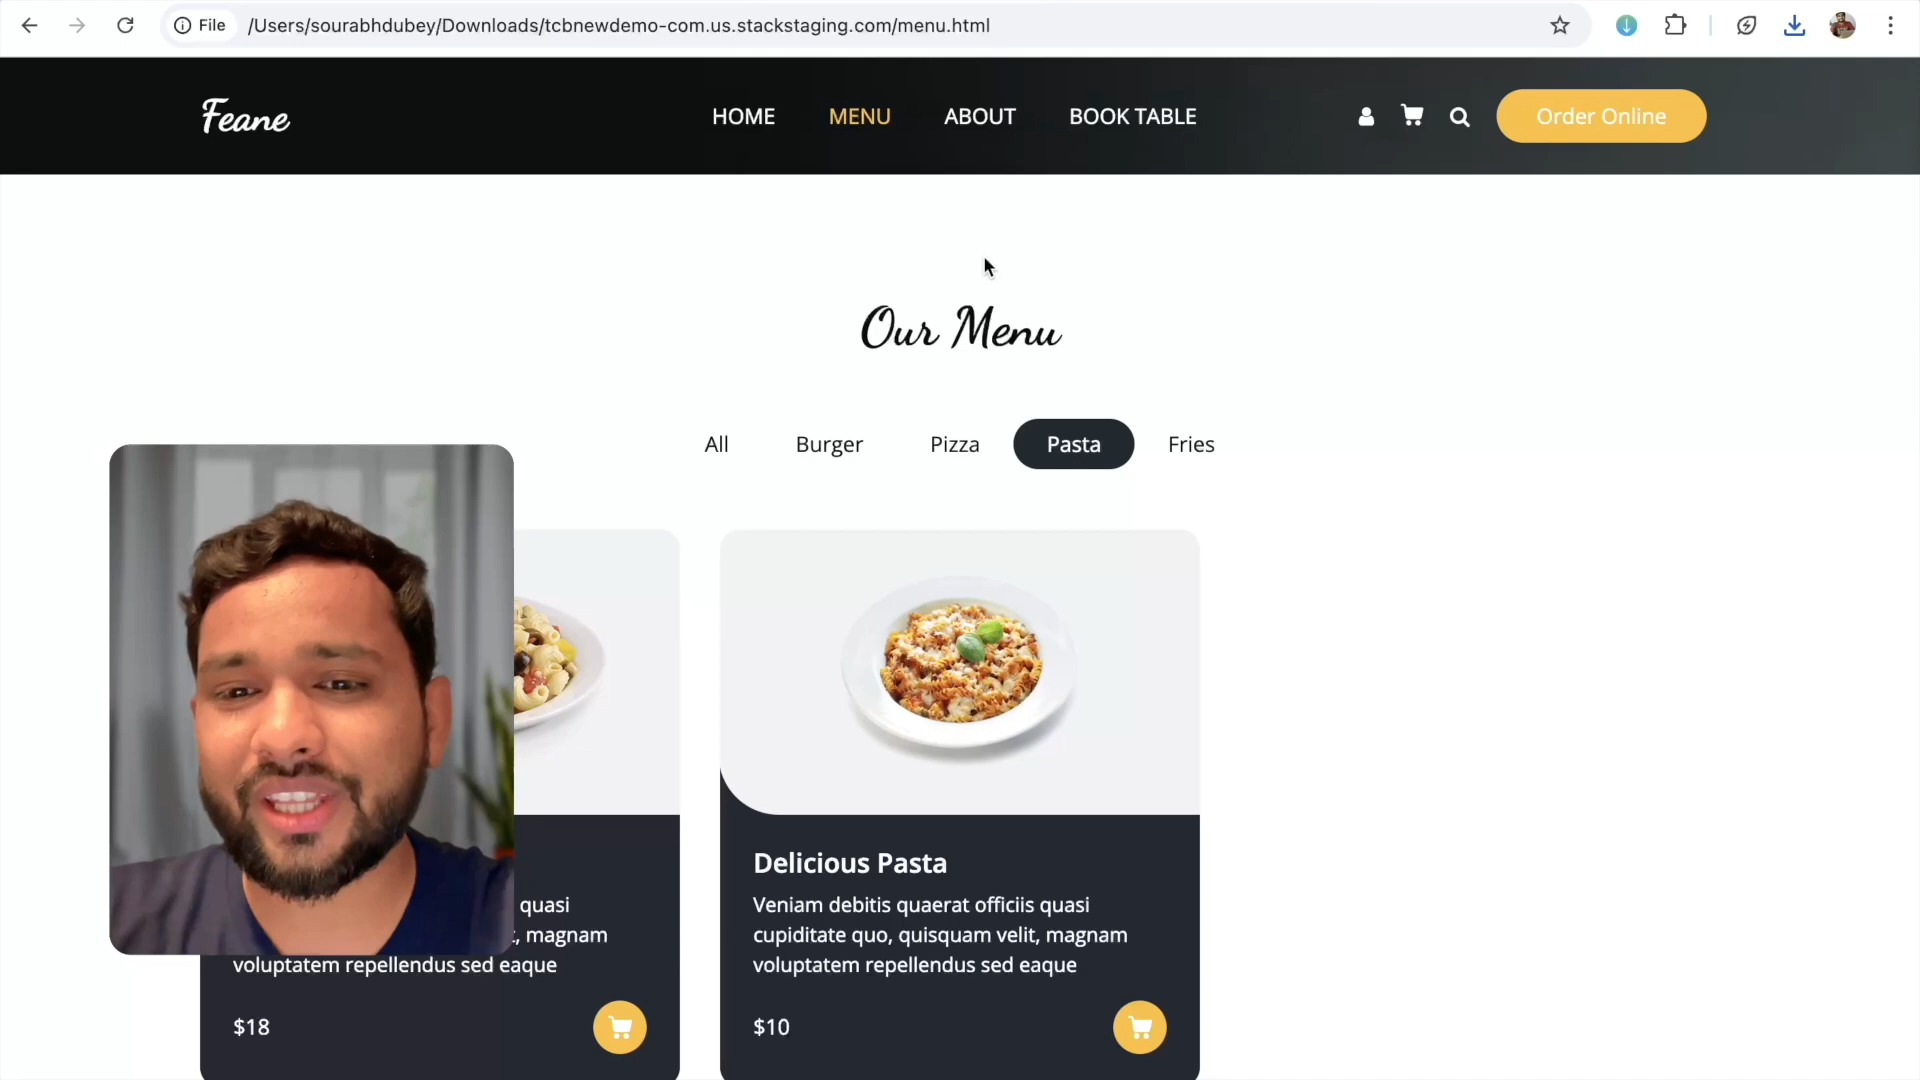 File /Users/sourabhdubey/Downloads/tcbnewdemo-com.us.stackstaging.com/menu.html
Feane HOME MENU ABOUT BOOK TABLE Order Online
Our Menu
All Burger Pizza Pasta Fries
quasi
magnam
voluptatem repellendus sed eaque
$18
Delicious Pasta
Veniam debitis quaerat officiis quasi
cupiditate quo, quisquam velit, magnam
voluptatem repellendus sed eaque
$10